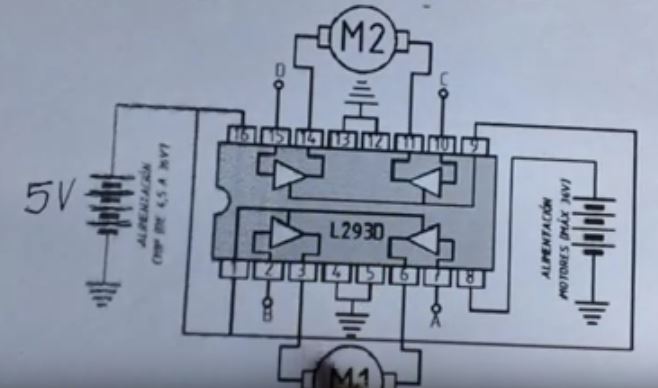 M2
D
C
16 15 14 13 12 11 10 9
5V
ALIMENTACIÓN
CHIP (DE 4,5 A 36V)
L293D
ALIMENTACIÓN
MOTORES (MÁX 36V)
1 2 3 4 5 6 7 8
B
A
M1